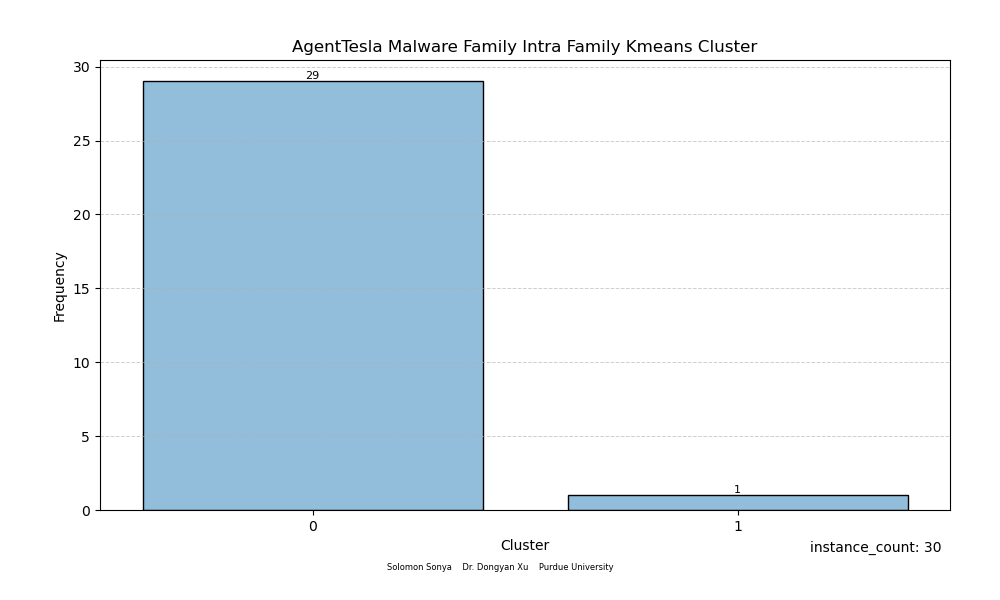 AgentTesla Malware Family Intra Family Kmeans Cluster
30
25
20
15
10
5
0
Frequency
29
1
0
1
Cluster
instance_count: 30
Solomon Sonya Dr. Dongyan Xu Purdue University